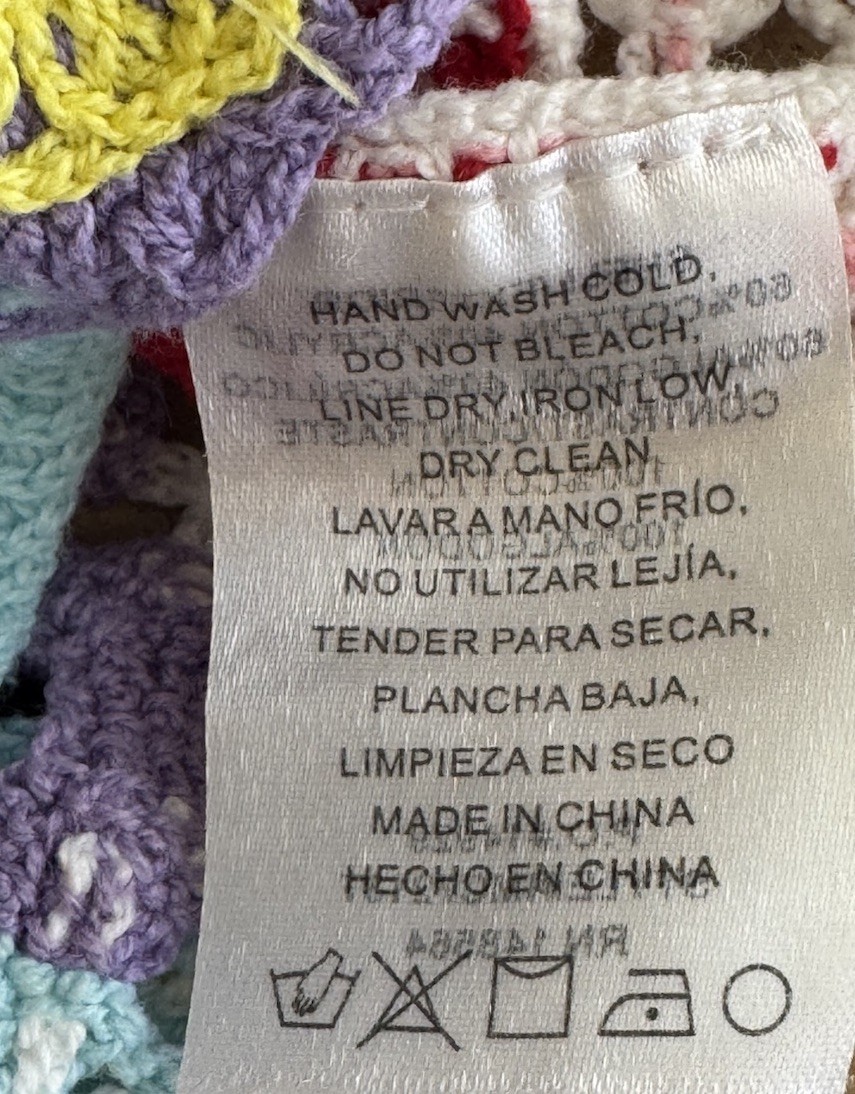 HAND WASH COLD,
DO NOT BLEACH,
LINE DRY, IRON LOW,
DRY CLEAN,
LAVAR A MANO FRÍO,
NO UTILIZAR LEJÍA,
TENDER PARA SECAR,
PLANCHA BAJA,
LIMPIEZA EN SECO
MADE IN CHINA
HECHO EN CHINA